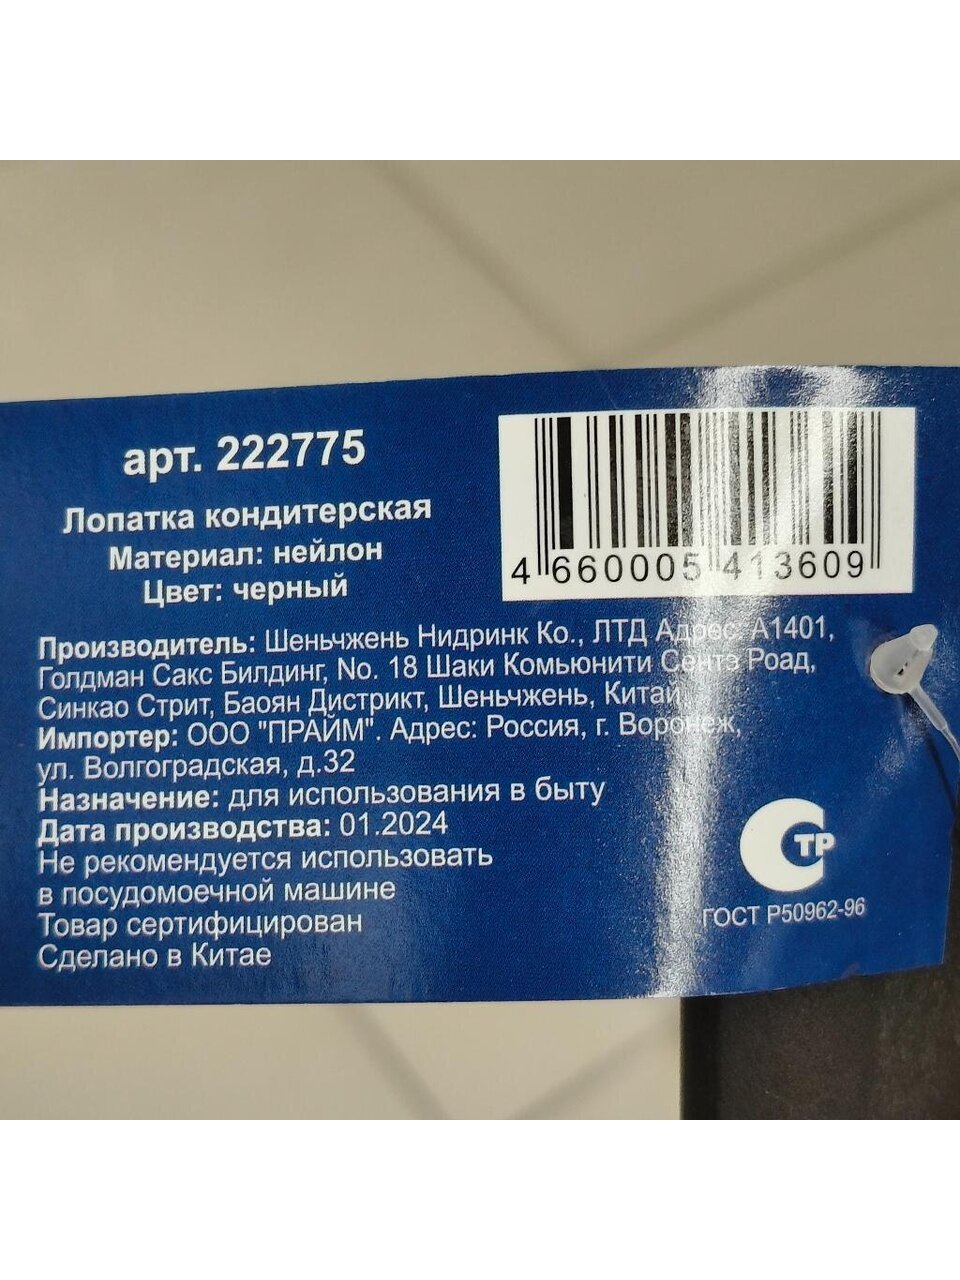 арт. 222775
Лопатка кондитерская
Материал: нейлон
Цвет: черный
4 660005 413609
Производитель: Шеньчжень Нидринк Ко., ЛТД Адрес: А1401,
Голдман Сакс Билдинг, No. 18 Шаки Комьюнити Сентэ Роад,
Синкао Стрит, Баоян Дистрикт, Шеньчжень, Китай
Импортер: ООО "ПРАЙМ". Адрес: Россия, г. Воронеж,
ул. Волгоградская, д.32
Назначение: для использования в быту
Дата производства: 01.2024
Не рекомендуется использовать
в посудомоечной машине
Товар сертифицирован
Сделано в Китае
СТР
ГОСТ Р50962-96